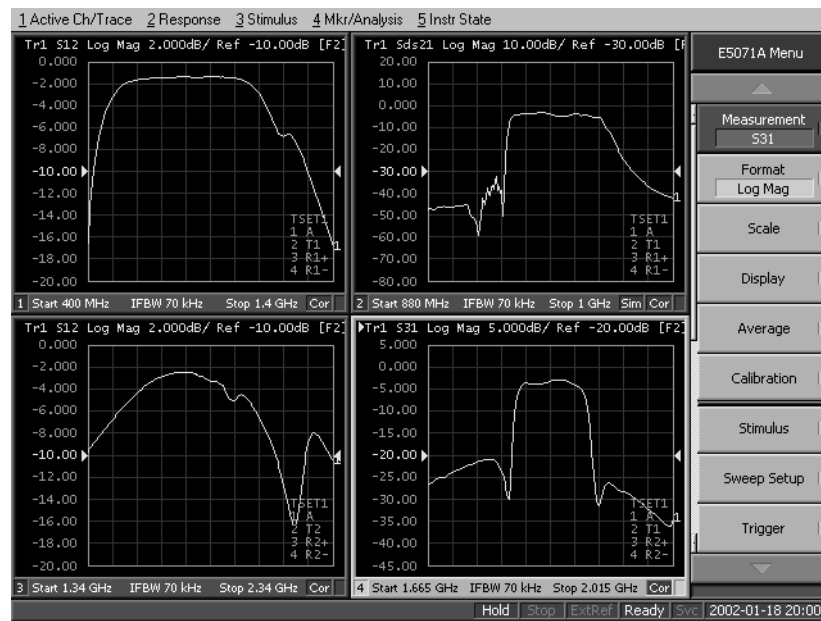 1 Active Ch/Trace 2 Response 3 Stimulus 4 Mkr/Analysis 5 Instr State
Tr1 S12 Log Mag 2.000dB/ Ref -10.00dB [F2]
0.000
-2.000
-4.000
-6.000
-8.000
-10.00
-12.00
-14.00
-16.00
-18.00
-20.00
TSET1
1 A
2 T1
3 R1+
4 R1-
1
1 Start 400 MHz IFBW 70 kHz Stop 1.4 GHz Cor
Tr1 Sds21 Log Mag 10.00dB/ Ref -30.00dB [F
20.00
10.00
0.000
-10.00
-20.00
-30.00
-40.00
-50.00
-60.00
-70.00
-80.00
TSET1
1 A
2 T1
3 R1+
4 R1-
1
2 Start 880 MHz IFBW 70 kHz Stop 1 GHz Sim Cor
Tr1 S12 Log Mag 2.000dB/ Ref -10.00dB [F2]
0.000
-2.000
-4.000
-6.000
-8.000
-10.00
-12.00
-14.00
-16.00
-18.00
-20.00
TSET1
1 A
2 T2
3 R2+
4 R2-
1
3 Start 1.34 GHz IFBW 70 kHz Stop 2.34 GHz Cor
Tr1 S31 Log Mag 5.000dB/ Ref -20.00dB [F2]
5.000
0.000
-5.000
-10.00
-15.00
-20.00
-25.00
-30.00
-35.00
-40.00
-45.00
TSET1
1 A
2 T2
3 R2+
4 R2-
1
4 Start 1.665 GHz IFBW 70 kHz Stop 2.015 GHz Cor
E5071A Menu
Measurement
S31
Format
Log Mag
Scale
Display
Average
Calibration
Stimulus
Sweep Setup
Trigger
Hold Stop ExtRef Ready Svc 2002-01-18 20:00